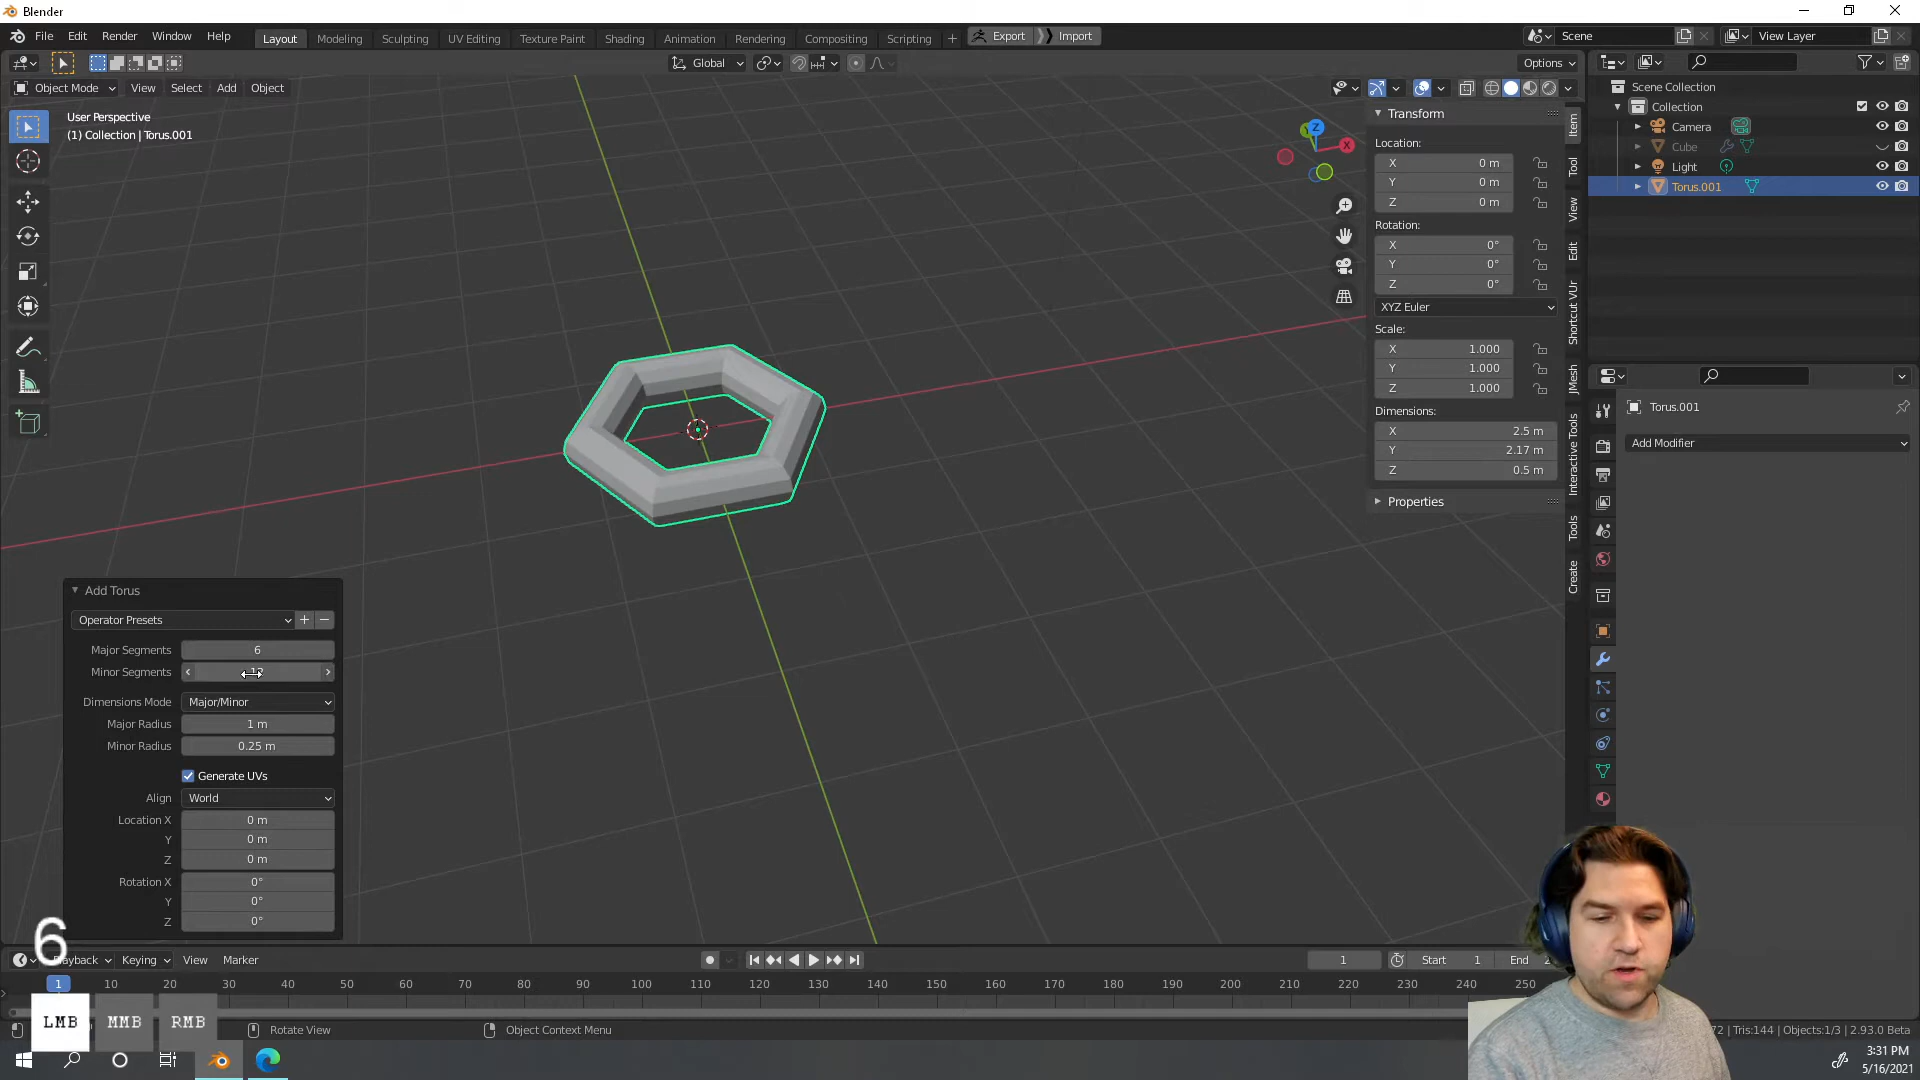 Blender
File Edit Render Window Help
Layout Modeling Sculpting UV Editing Texture Paint Shading Animation Rendering Compositing Scripting + Export Import
Scene
View Layer
Global
Options
Object Mode View Select Add Object
User Perspective
(1) Collection | Torus.001
Z
X
Y
Transform
Location:
X 0 m
Y 0 m
Z 0 m
Rotation:
X 0°
Y 0°
Z 0°
XYZ Euler
Scale:
X 1.000
Y 1.000
Z 1.000
Dimensions:
X 2.5 m
Y 2.17 m
Z 0.5 m
Properties
Item
Tool
View
Edit
Shortcut VUr
JMesh
Interactive Tools
Tools
Create
Scene Collection
Collection
Camera
Cube
Light
Torus.001
Torus.001
Add Modifier
Add Torus
Operator Presets + −
Major Segments 6
Minor Segments
Dimensions Mode Major/Minor
Major Radius 1 m
Minor Radius 0.25 m
Generate UVs
Align World
Location X 0 m
Y 0 m
Z 0 m
Rotation X 0°
Y 0°
Z 0°
6
Playback Keying View Marker
1 Start 1 End
1 10 20 30 40 50 60 70 80 90 100 110 120 130 140 150 160 170 180 190 200 210 220 230 240 250
LMB MMB RMB
Rotate View Object Context Menu
Tris:144 | Objects:1/3 | 2.93.0 Beta
3:31 PM
5/16/2021